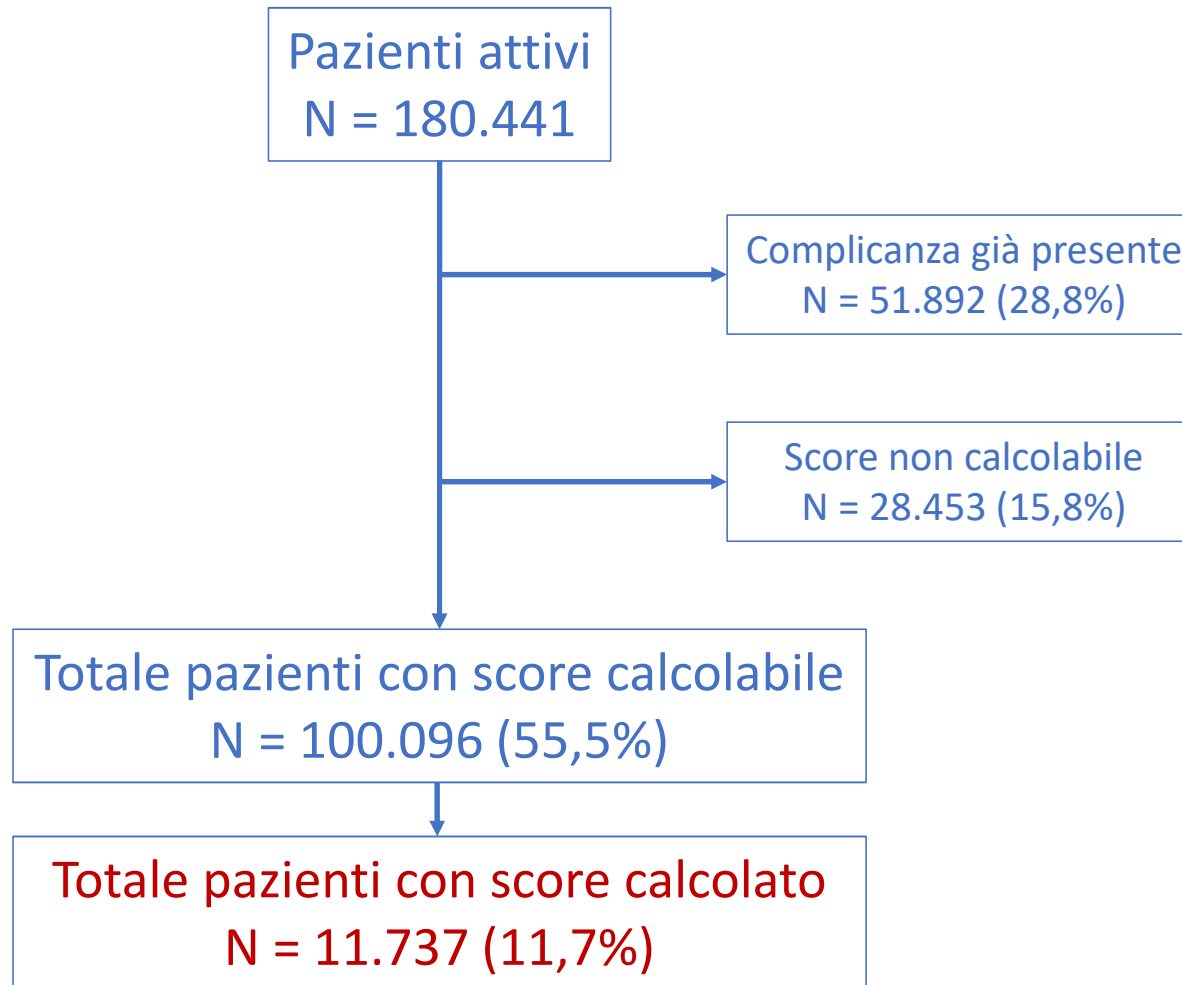 Pazienti attivi
N = 180.441
Complicanza già presente
N = 51.892 (28,8%)
Score non calcolabile
N = 28.453 (15,8%)
Totale pazienti con score calcolabile
N = 100.096 (55,5%)
Totale pazienti con score calcolato
N = 11.737 (11,7%)